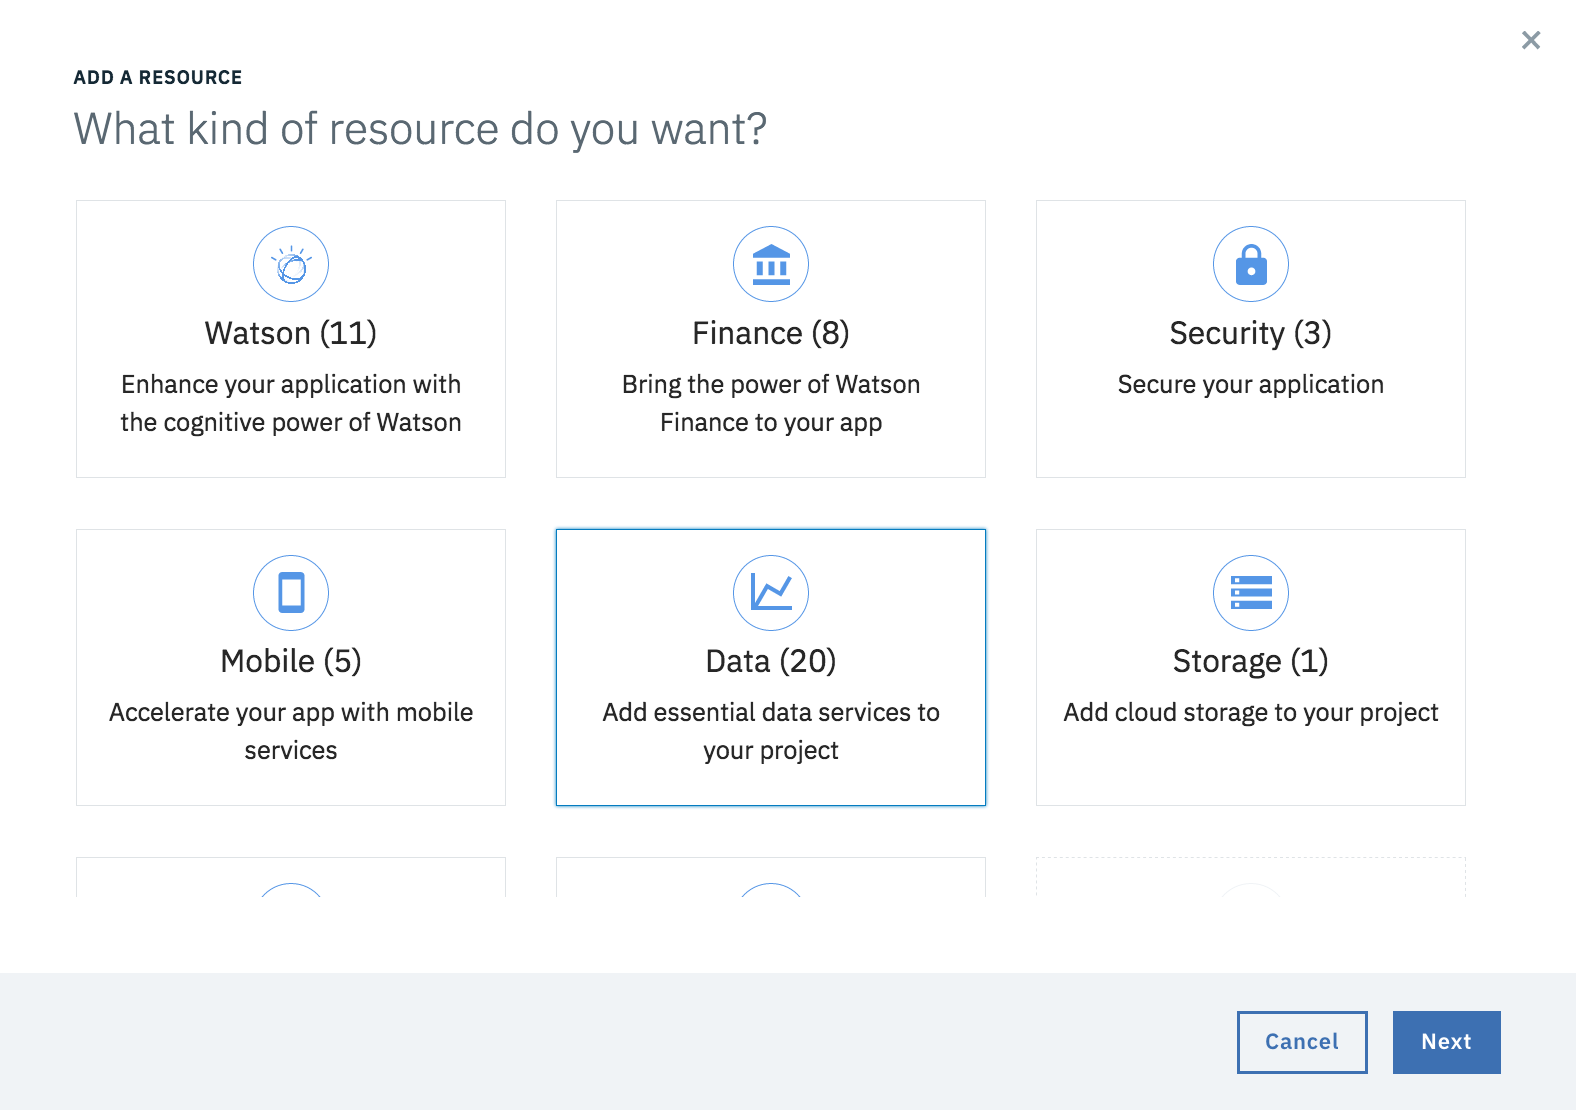 ADD A RESOURCE
What kind of resource do you want?
Watson (11)
Enhance your application with
the cognitive power of Watson
Finance (8)
Bring the power of Watson
Finance to your app
Security (3)
Secure your application
Mobile (5)
Accelerate your app with mobile
services
Data (20)
Add essential data services to
your project
Storage (1)
Add cloud storage to your project
Cancel
Next